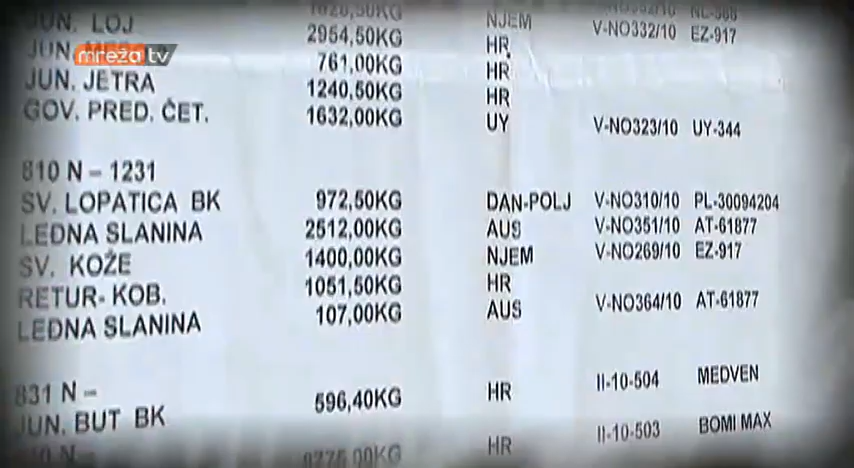 mreža tv
NJEM V-NO332/10 EZ-917
JUN. LOJ 2954,50KG HR
JUN. 761,00KG HR
JUN. JETRA 1240,50KG HR
GOV. PRED. ČET. 1632,00KG UY V-NO323/10 UY-344
810 N – 1231
SV. LOPATICA BK 972,50KG DAN-POLJ V-NO310/10 PL-30094204
LEĐNA SLANINA 2512,00KG AUS V-NO351/10 AT-61877
SV. KOŽE 1400,00KG NJEM V-NO269/10 EZ-917
RETUR- KOB. 1051,50KG HR
LEĐNA SLANINA 107,00KG AUS V-NO364/10 AT-61877
831 N –
JUN. BUT BK 596,40KG HR II-10-504 MEDVEN
HR II-10-503 BOMI MAX